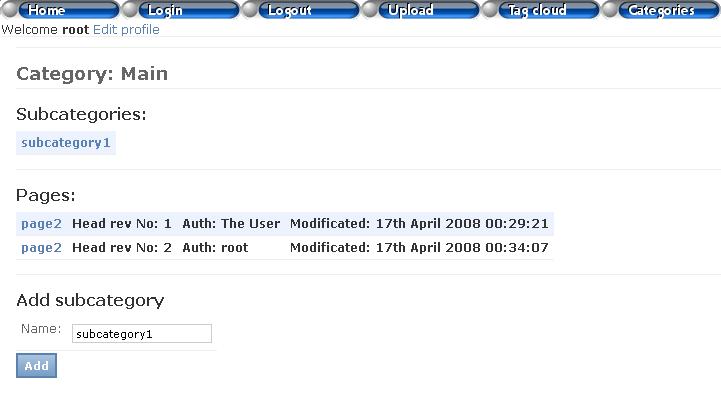 Home Login Logout Upload Tag cloud Categories
Welcome root Edit profile
Category: Main
Subcategories:
subcategory1
Pages:
page2 Head rev No: 1 Auth: The User Modificated: 17th April 2008 00:29:21
page2 Head rev No: 2 Auth: root Modificated: 17th April 2008 00:34:07
Add subcategory
Name: subcategory1
Add